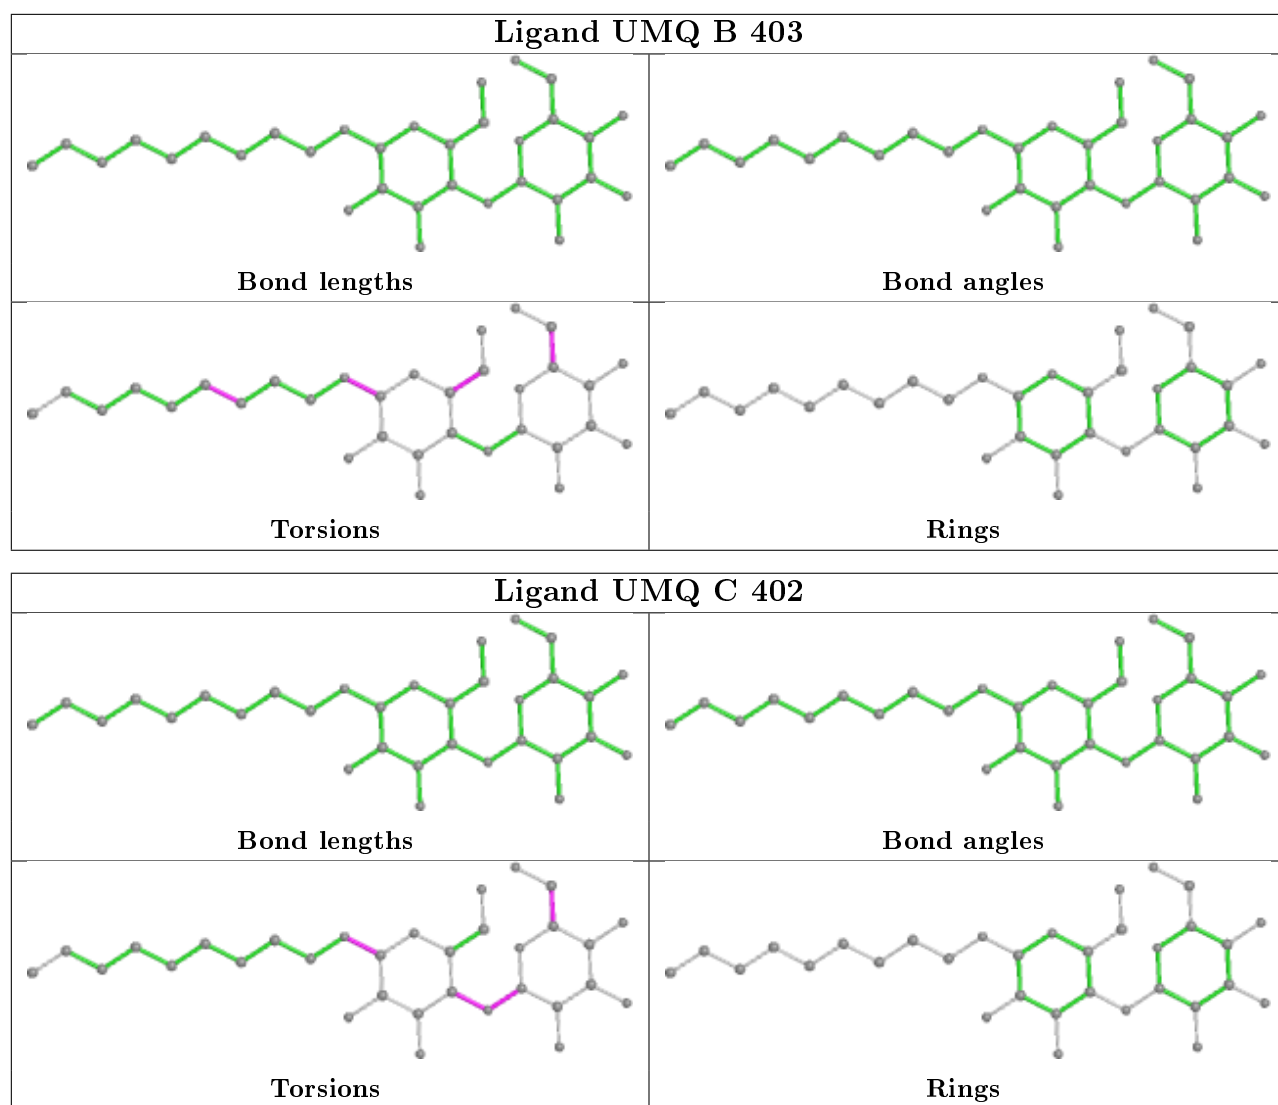 Ligand UMQ B 403
Bond lengths
Bond angles
Torsions
Rings
Ligand UMQ C 402
Bond lengths
Bond angles
Torsions
Rings